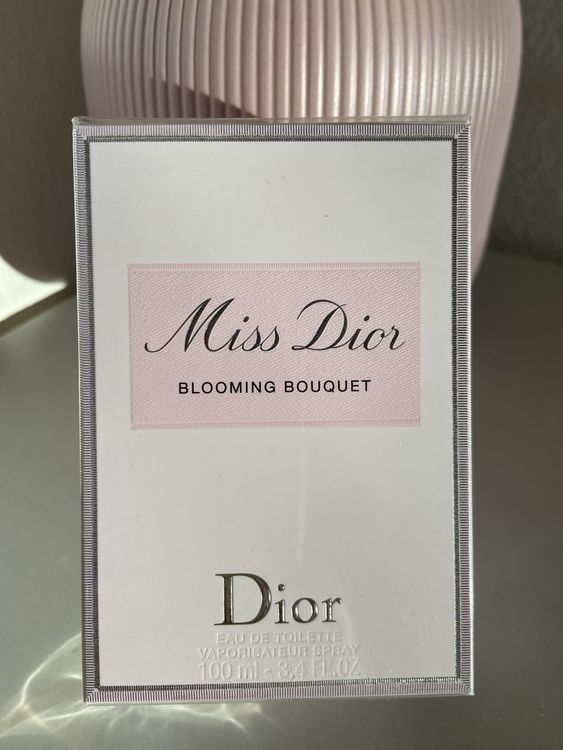 Miss Dior
BLOOMING BOUQUET
Dior
EAU DE TOILETTE
VAPORISATEUR SPRAY
100 ml - 3,4 FL.OZ